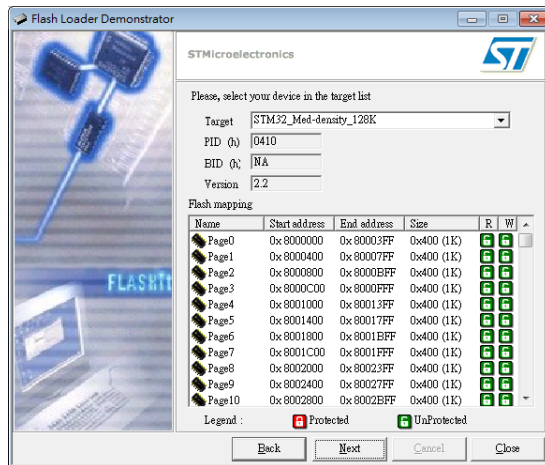 Flash Loader Demonstrator
STMicroelectronics
ST
Please, select your device in the target list
Target STM32_Med-density_128K
PID (h) 0410
BID (h) NA
Version 2.2
Flash mapping
Name Start address End address Size R W
Page0 0x 8000000 0x 80003FF 0x400 (1K)
Page1 0x 8000400 0x 80007FF 0x400 (1K)
Page2 0x 8000800 0x 8000BFF 0x400 (1K)
Page3 0x 8000C00 0x 8000FFF 0x400 (1K)
Page4 0x 8001000 0x 80013FF 0x400 (1K)
Page5 0x 8001400 0x 80017FF 0x400 (1K)
Page6 0x 8001800 0x 8001BFF 0x400 (1K)
Page7 0x 8001C00 0x 8001FFF 0x400 (1K)
Page8 0x 8002000 0x 80023FF 0x400 (1K)
Page9 0x 8002400 0x 80027FF 0x400 (1K)
Page10 0x 8002800 0x 8002BFF 0x400 (1K)
Legend : Protected UnProtected
Back Next Cancel Close